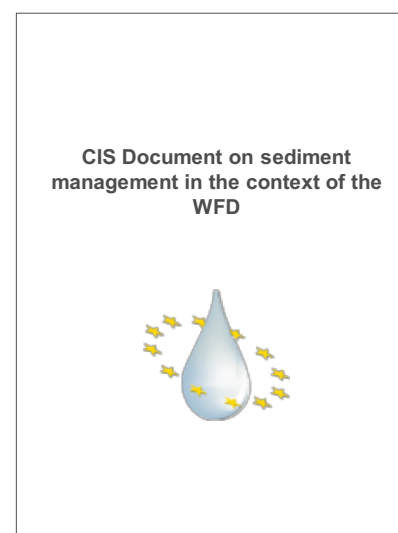 CIS Document on sediment
management in the context of the
WFD